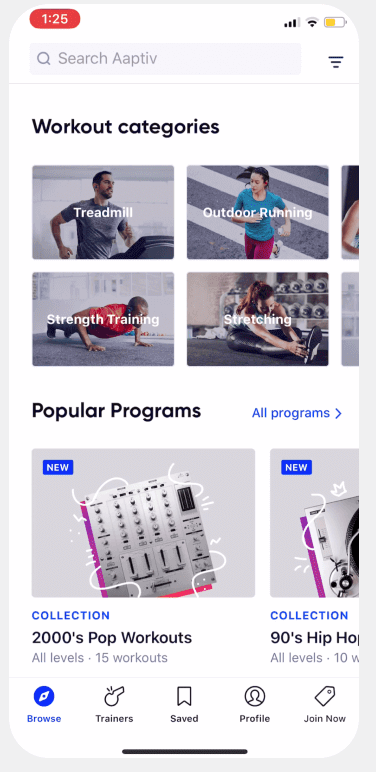 1:25
Search Aaptiv
Workout categories
Treadmill
Outdoor Running
Strength Training
Stretching
Popular Programs
All programs
NEW
NEW
COLLECTION
COLLECTION
2000's Pop Workouts
90's Hip Ho
All levels · 15 workouts
All levels · 10 w
Browse
Trainers
Saved
Profile
Join Now